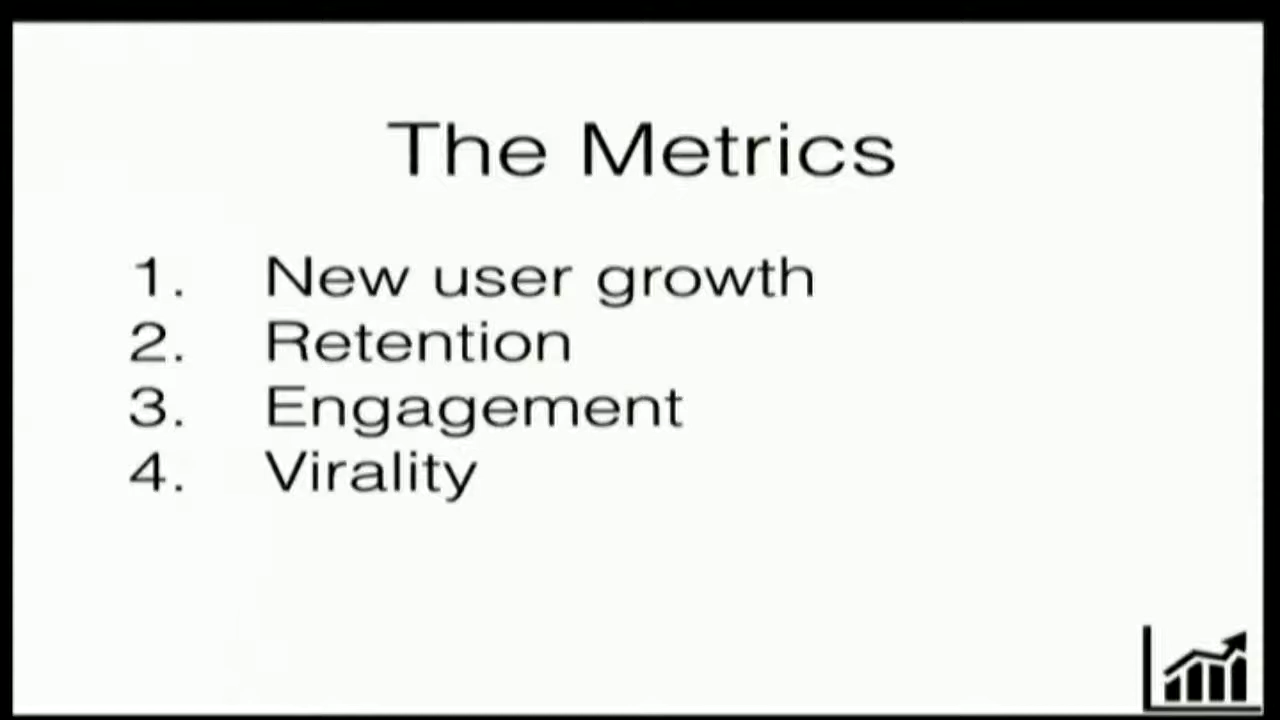 The Metrics
1. New user growth
2. Retention
3. Engagement
4. Virality